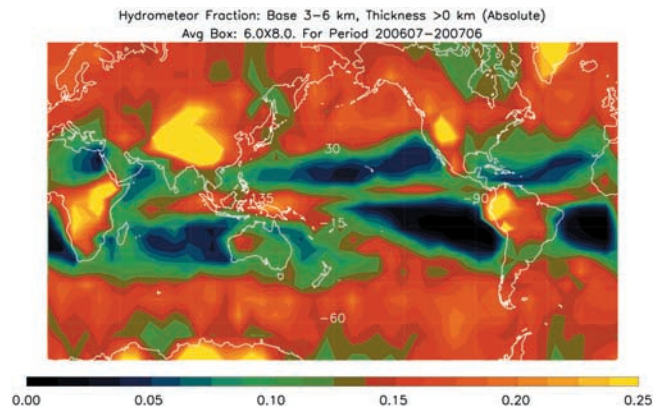 Hydrometeor Fraction: Base 3-6 km, Thickness >0 km (Absolute)
Avg Box: 6.0X8.0. For Period 200607-200706
30
-135
-90
-15
-60
0.00 0.05 0.10 0.15 0.20 0.25